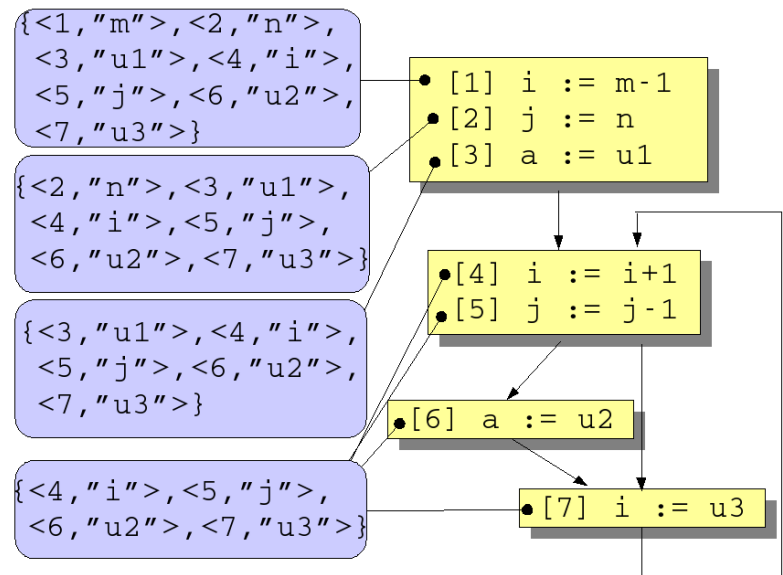 {<1,"m">,<2,"n">,
<3,"u1">,<4,"i">,
<5,"j">,<6,"u2">,
<7,"u3">}
{<2,"n">,<3,"u1">,
<4,"i">,<5,"j">,
<6,"u2">,<7,"u3">}
{<3,"u1">,<4,"i">,
<5,"j">,<6,"u2">,
<7,"u3">}
{<4,"i">,<5,"j">,
<6,"u2">,<7,"u3">}
[1] i := m-1
[2] j := n
[3] a := u1
[4] i := i+1
[5] j := j-1
[6] a := u2
[7] i := u3